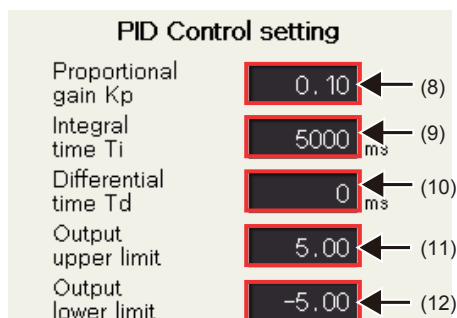 PID Control setting
Proportional
gain Kp
0.10
(8)
Integral
time Ti
5000
ms
(9)
Differential
time Td
0
ms
(10)
Output
upper limit
5.00
(11)
Output
lower limit
-5.00
(12)